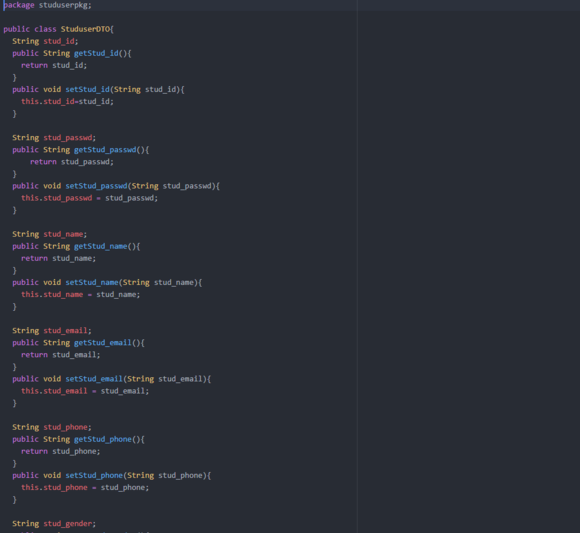 package studuserpkg;
public class StuduserDTO{
String stud_id;
public String getStud_id(){
return stud_id;
}
public void setStud_id(String stud_id){
this.stud_id=stud_id;
}
String stud_passwd;
public String getStud_passwd(){
return stud_passwd;
}
public void setStud_passwd(String stud_passwd){
this.stud_passwd = stud_passwd;
}
String stud_name;
public String getStud_name(){
return stud_name;
}
public void setStud_name(String stud_name){
this.stud_name = stud_name;
}
String stud_email;
public String getStud_email(){
return stud_email;
}
public void setStud_email(String stud_email){
this.stud_email = stud_email;
}
String stud_phone;
public String getStud_phone(){
return stud_phone;
}
public void setStud_phone(String stud_phone){
this.stud_phone = stud_phone;
}
String stud_gender;